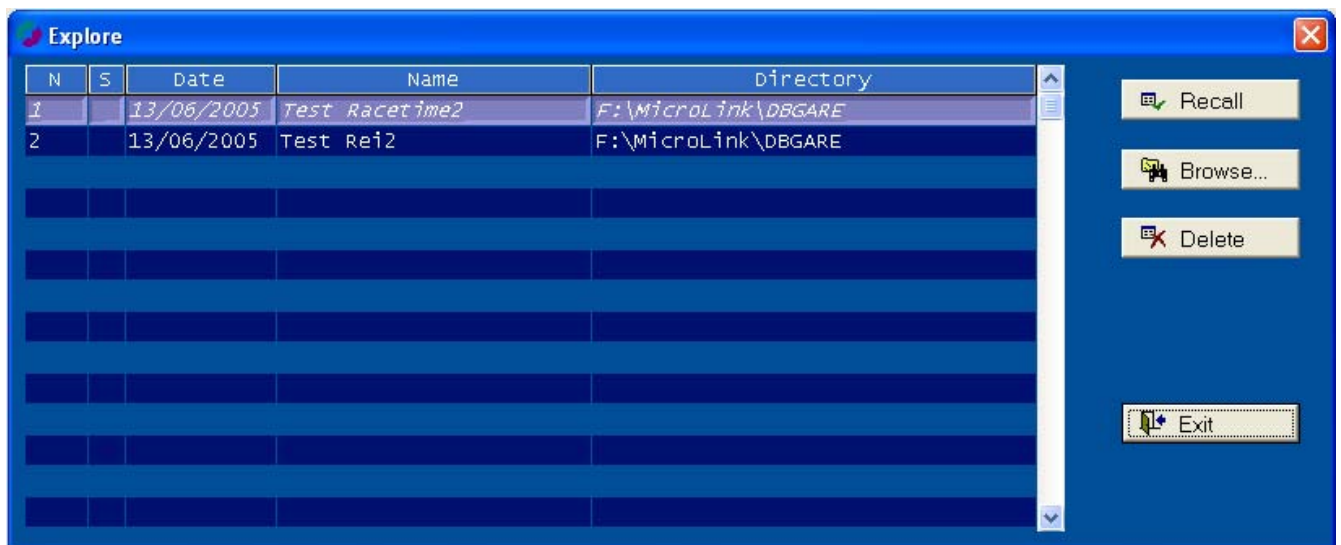 Explore
N S Date Name Directory
1 13/06/2005 Test Racetime2 F:\MicroLink\DBGARE
2 13/06/2005 Test Rei2 F:\MicroLink\DBGARE
Recall
Browse...
Delete
Exit